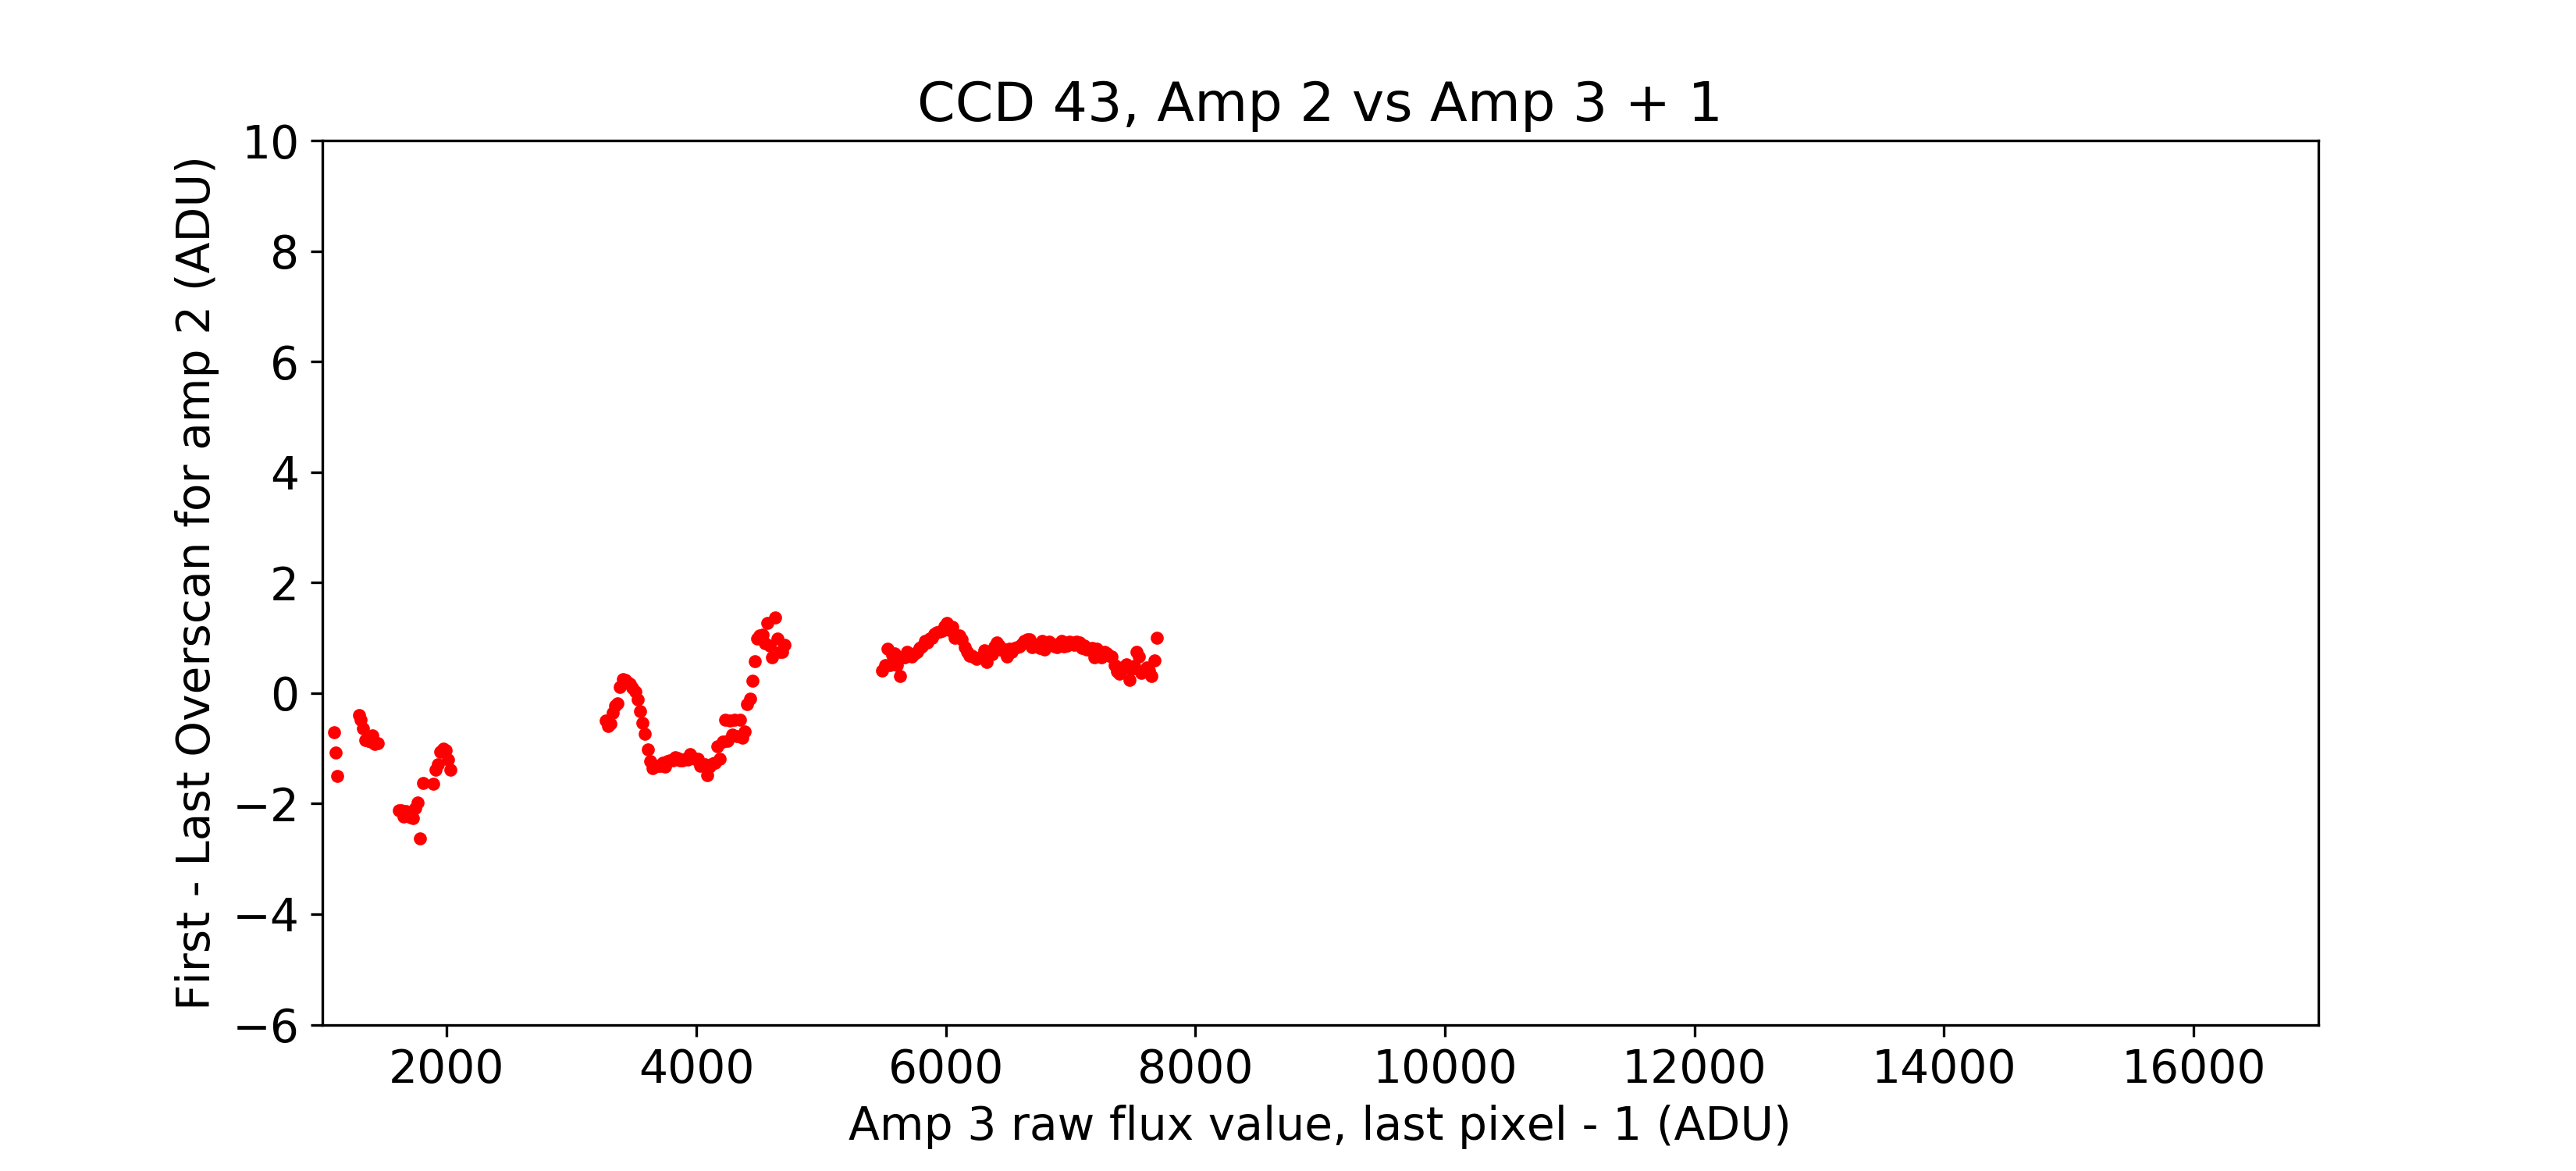 CCD 43, Amp 2 vs Amp 3 + 1
First - Last Overscan for amp 2 (ADU)
10
8
6
4
2
0
−2
−4
−6
2000 4000 6000 8000 10000 12000 14000 16000
Amp 3 raw flux value, last pixel - 1 (ADU)